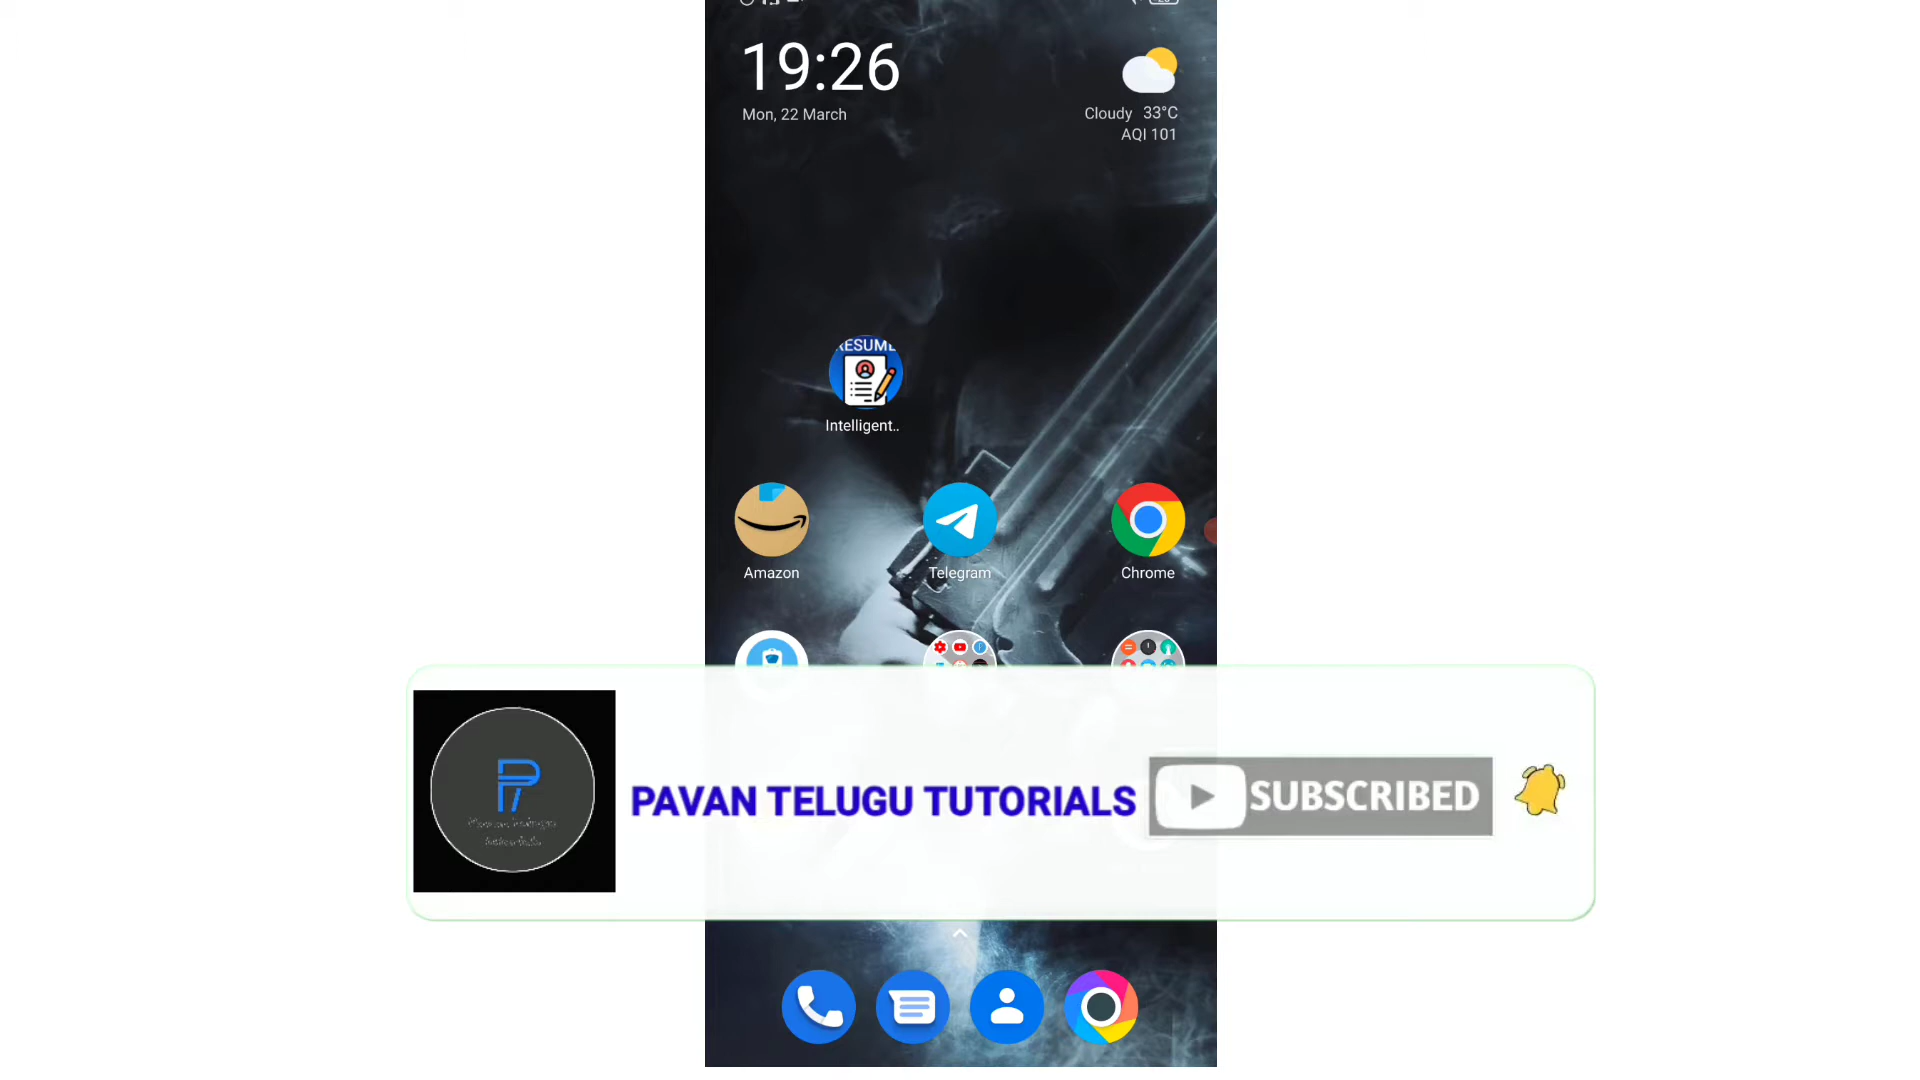 19:26
Mon, 22 March
Cloudy 33°C
AQI 101
RESUME
Intelligent..
Amazon
Telegram
Chrome
PAVAN TELUGU TUTORIALS
SUBSCRIBED